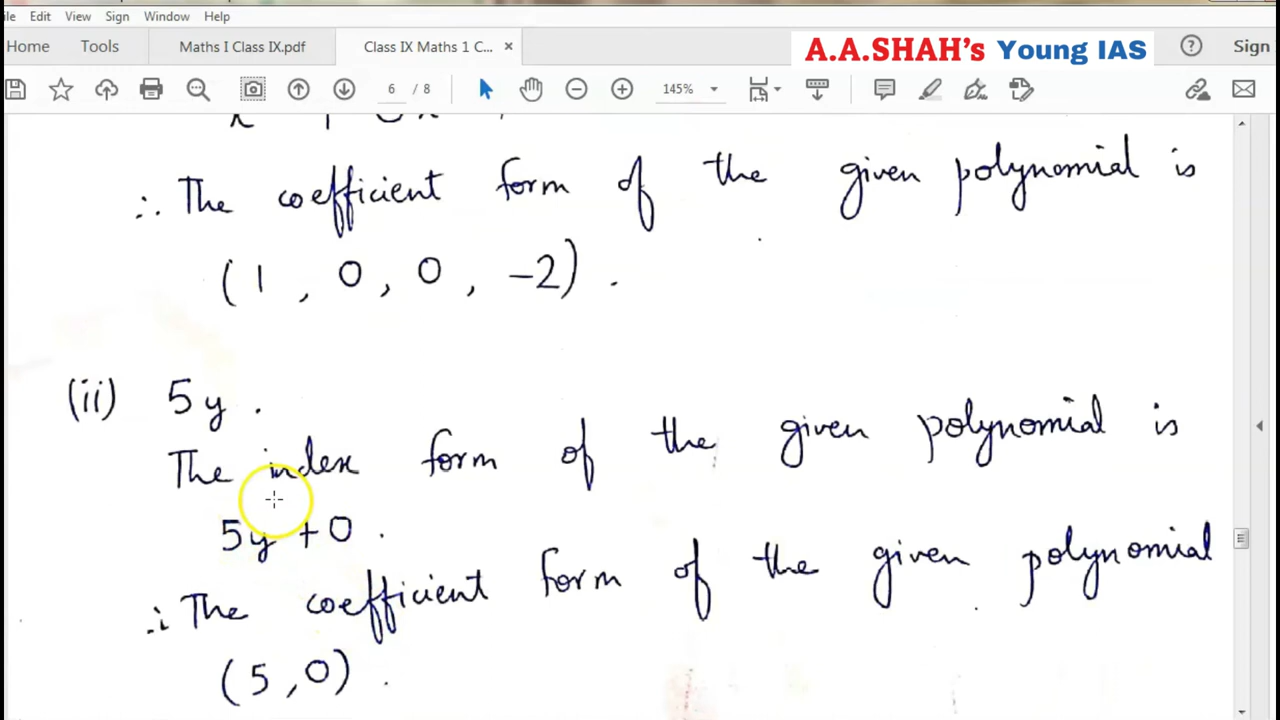 ile Edit View Sign Window Help
Home Tools Maths I Class IX.pdf Class IX Maths 1 C... ×
A.A.SHAH's Young IAS
? Sign
6 / 8 145%
∴ The coefficient form of the given polynomial is
(1, 0, 0, -2).
(ii) 5y.
The index form of the given polynomial is
5y + 0.
∴ The coefficient form of the given polynomial
(5, 0).